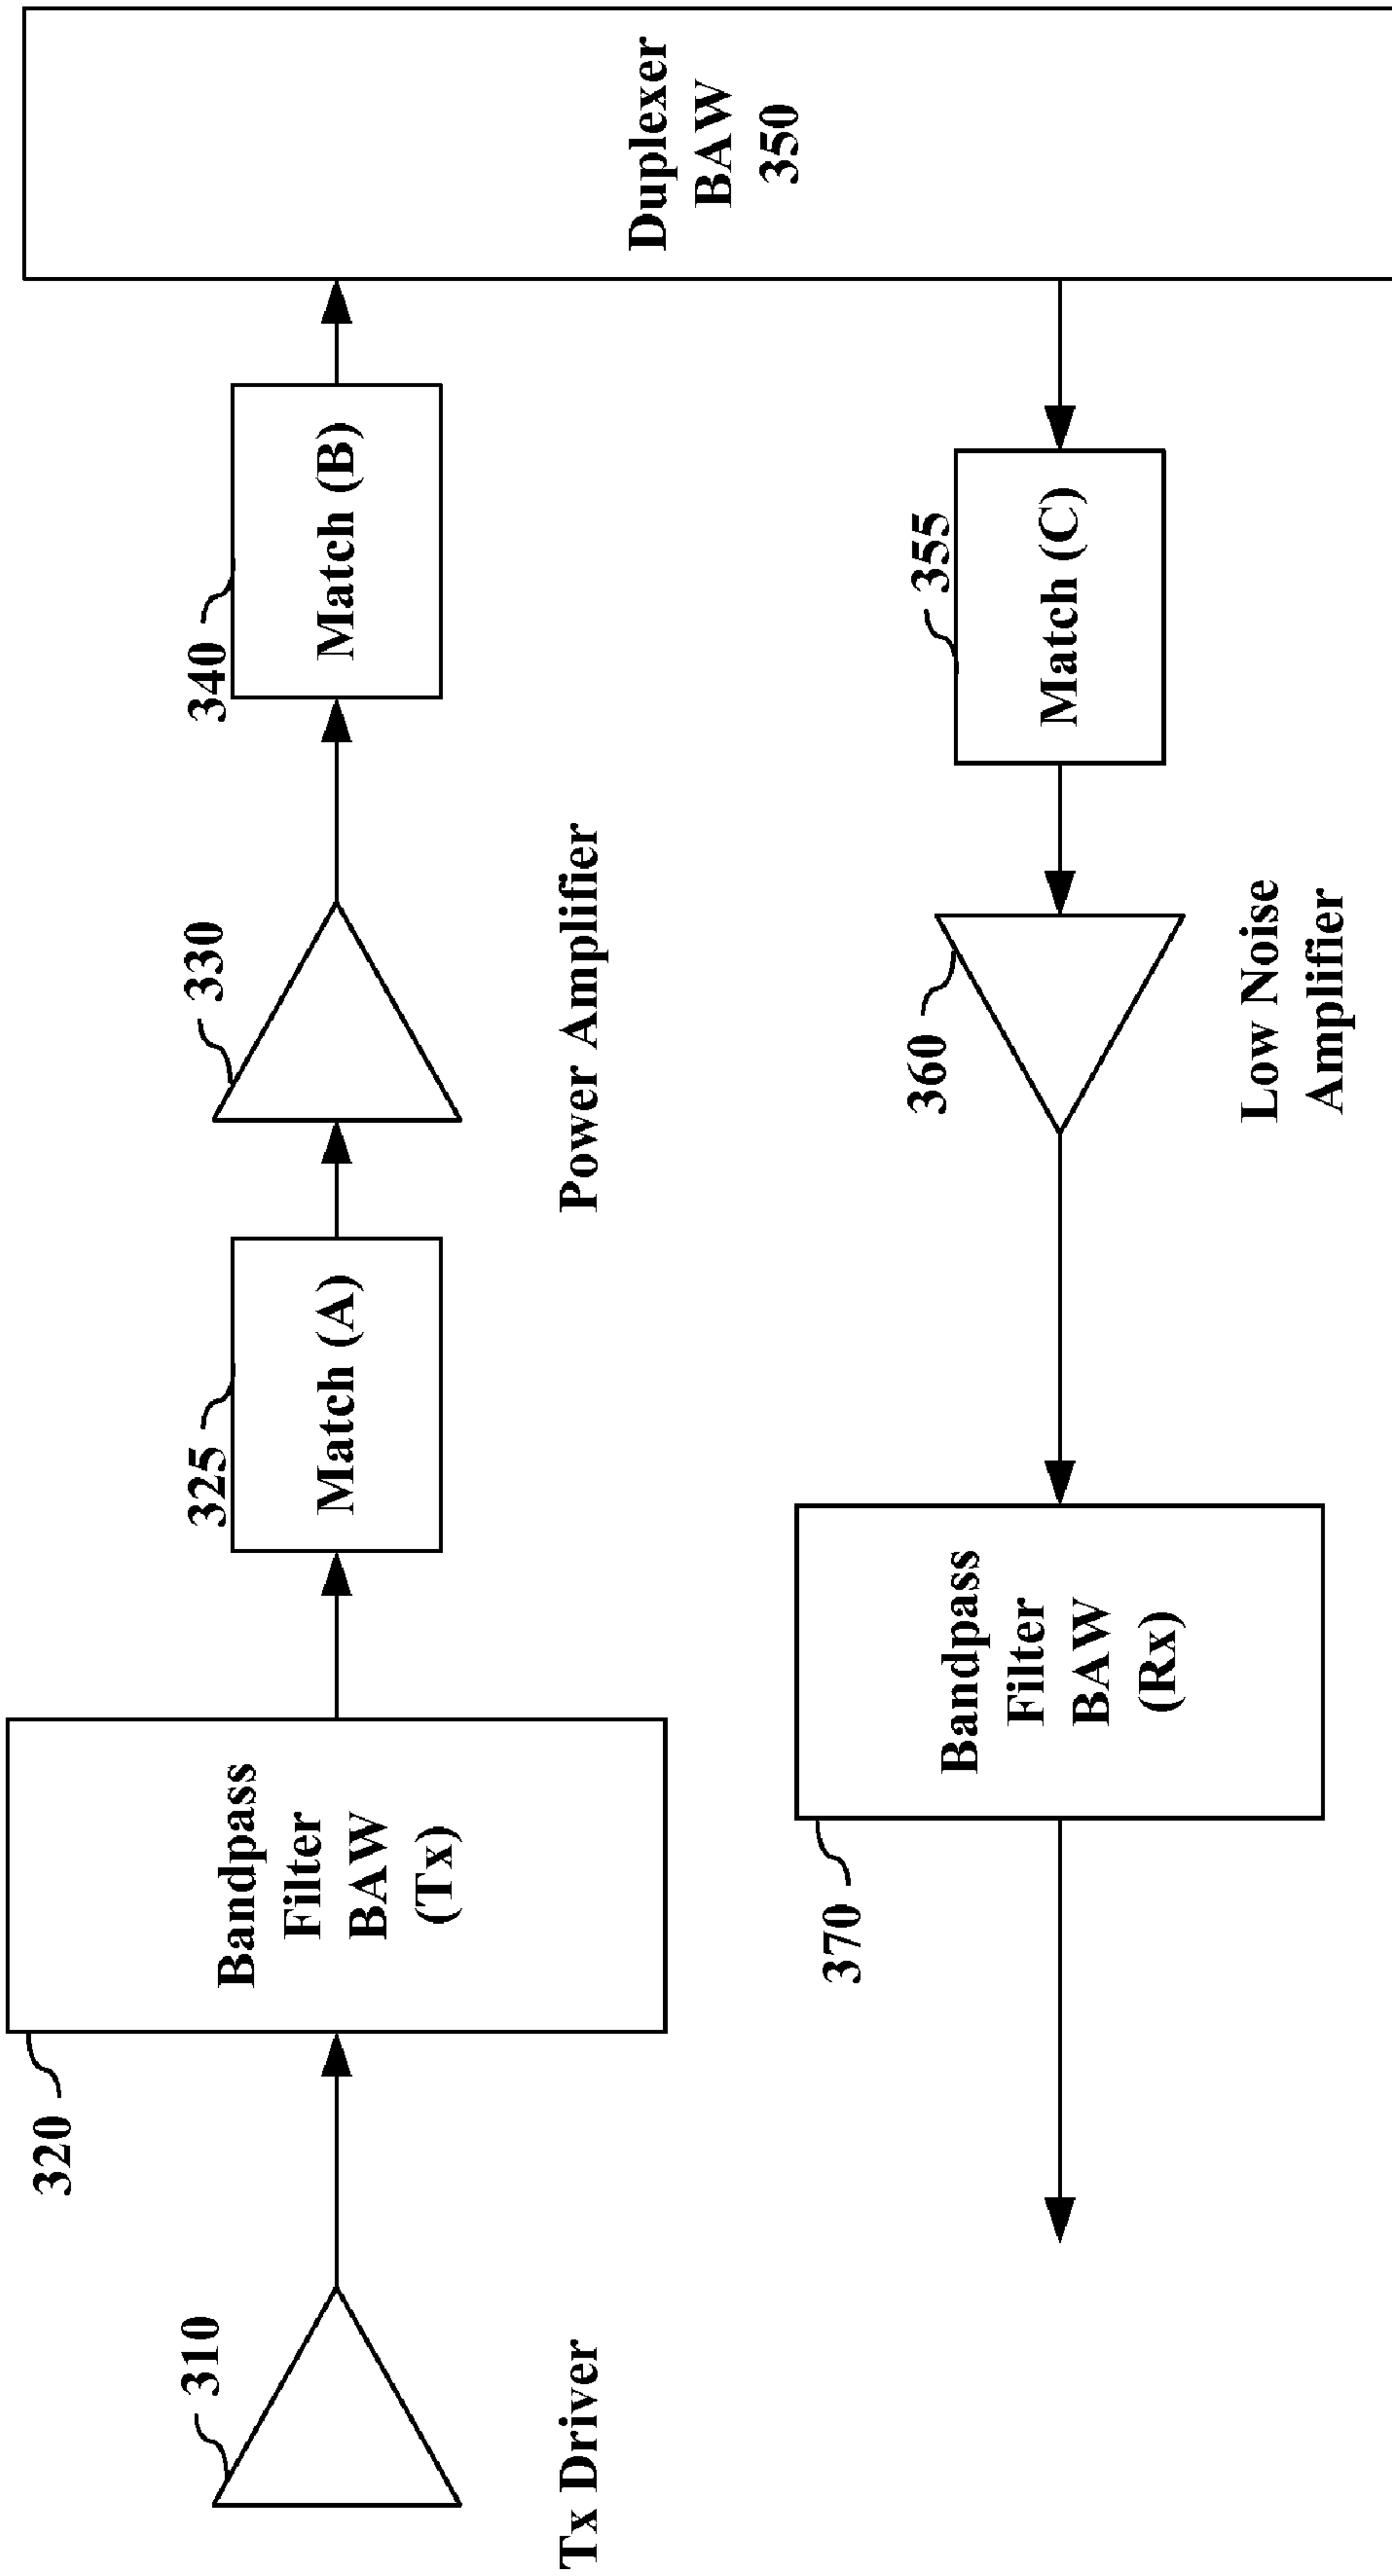 310
Tx Driver
320
Bandpass
Filter
BAW
(Tx)
325
Match (A)
330
Power Amplifier
340
Match (B)
Duplexer
BAW
350
355
Match (C)
360
Low Noise
Amplifier
370
Bandpass
Filter
BAW
(Rx)